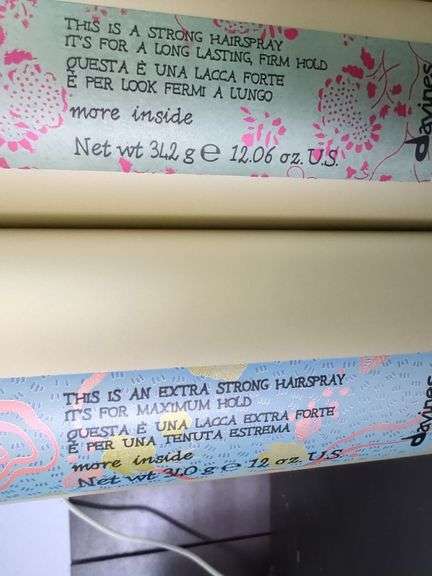 THIS IS A STRONG HAIRSPRAY
IT'S FOR A LONG LASTING, FIRM HOLD
QUESTA È UNA LACCA FORTE
È PER LOOK FERMI A LUNGO
more inside
Net wt 342 g e 12.06 oz. U.S.
davines
THIS IS AN EXTRA STRONG HAIRSPRAY
IT'S FOR MAXIMUM HOLD
QUESTA È UNA LACCA EXTRA FORTE
È PER UNA TENUTA ESTREMA
more inside
Net wt 340 g e 12 oz. U.S.
davines